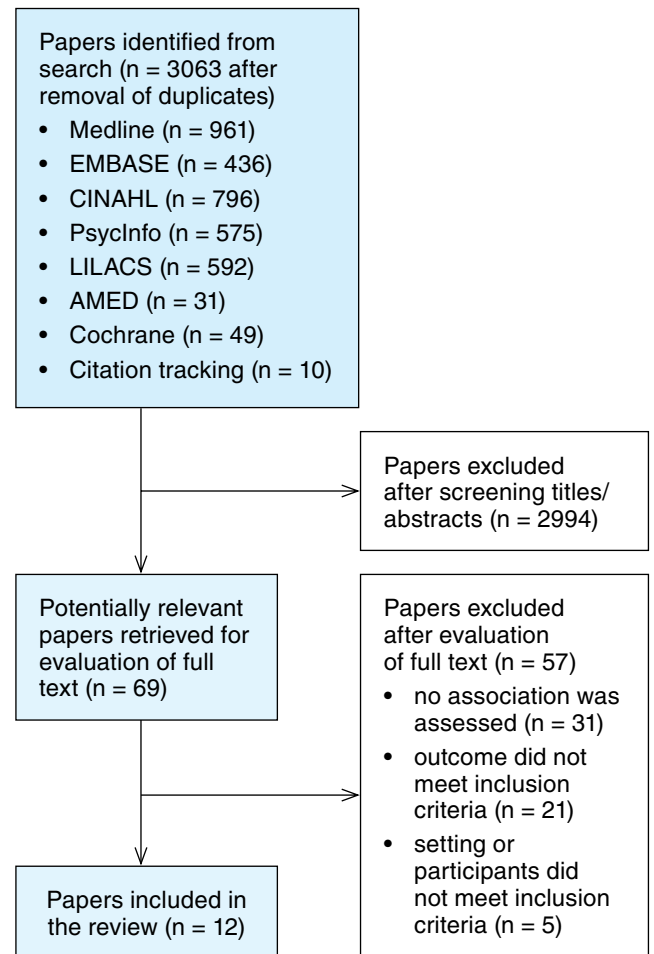 Papers identified from
search (n = 3063 after
removal of duplicates)
• Medline (n = 961)
• EMBASE (n = 436)
• CINAHL (n = 796)
• PsycInfo (n = 575)
• LILACS (n = 592)
• AMED (n = 31)
• Cochrane (n = 49)
• Citation tracking (n = 10)
Papers excluded
after screening titles/
abstracts (n = 2994)
Potentially relevant
papers retrieved for
evaluation of full
text (n = 69)
Papers excluded
after evaluation
of full text (n = 57)
• no association was
assessed (n = 31)
• outcome did not
meet inclusion
criteria (n = 21)
• setting or
participants did
not meet inclusion
criteria (n = 5)
Papers included in
the review (n = 12)